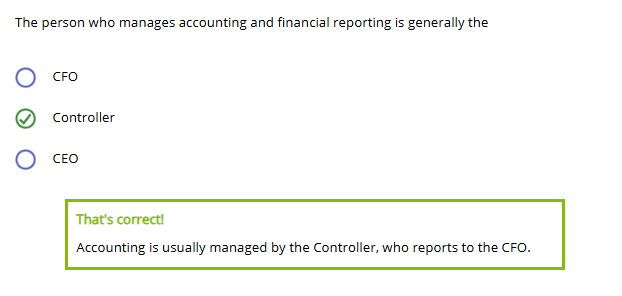 The person who manages accounting and financial reporting is generally the
CFO
Controller
CEO
That's correct!
Accounting is usually managed by the Controller, who reports to the CFO.